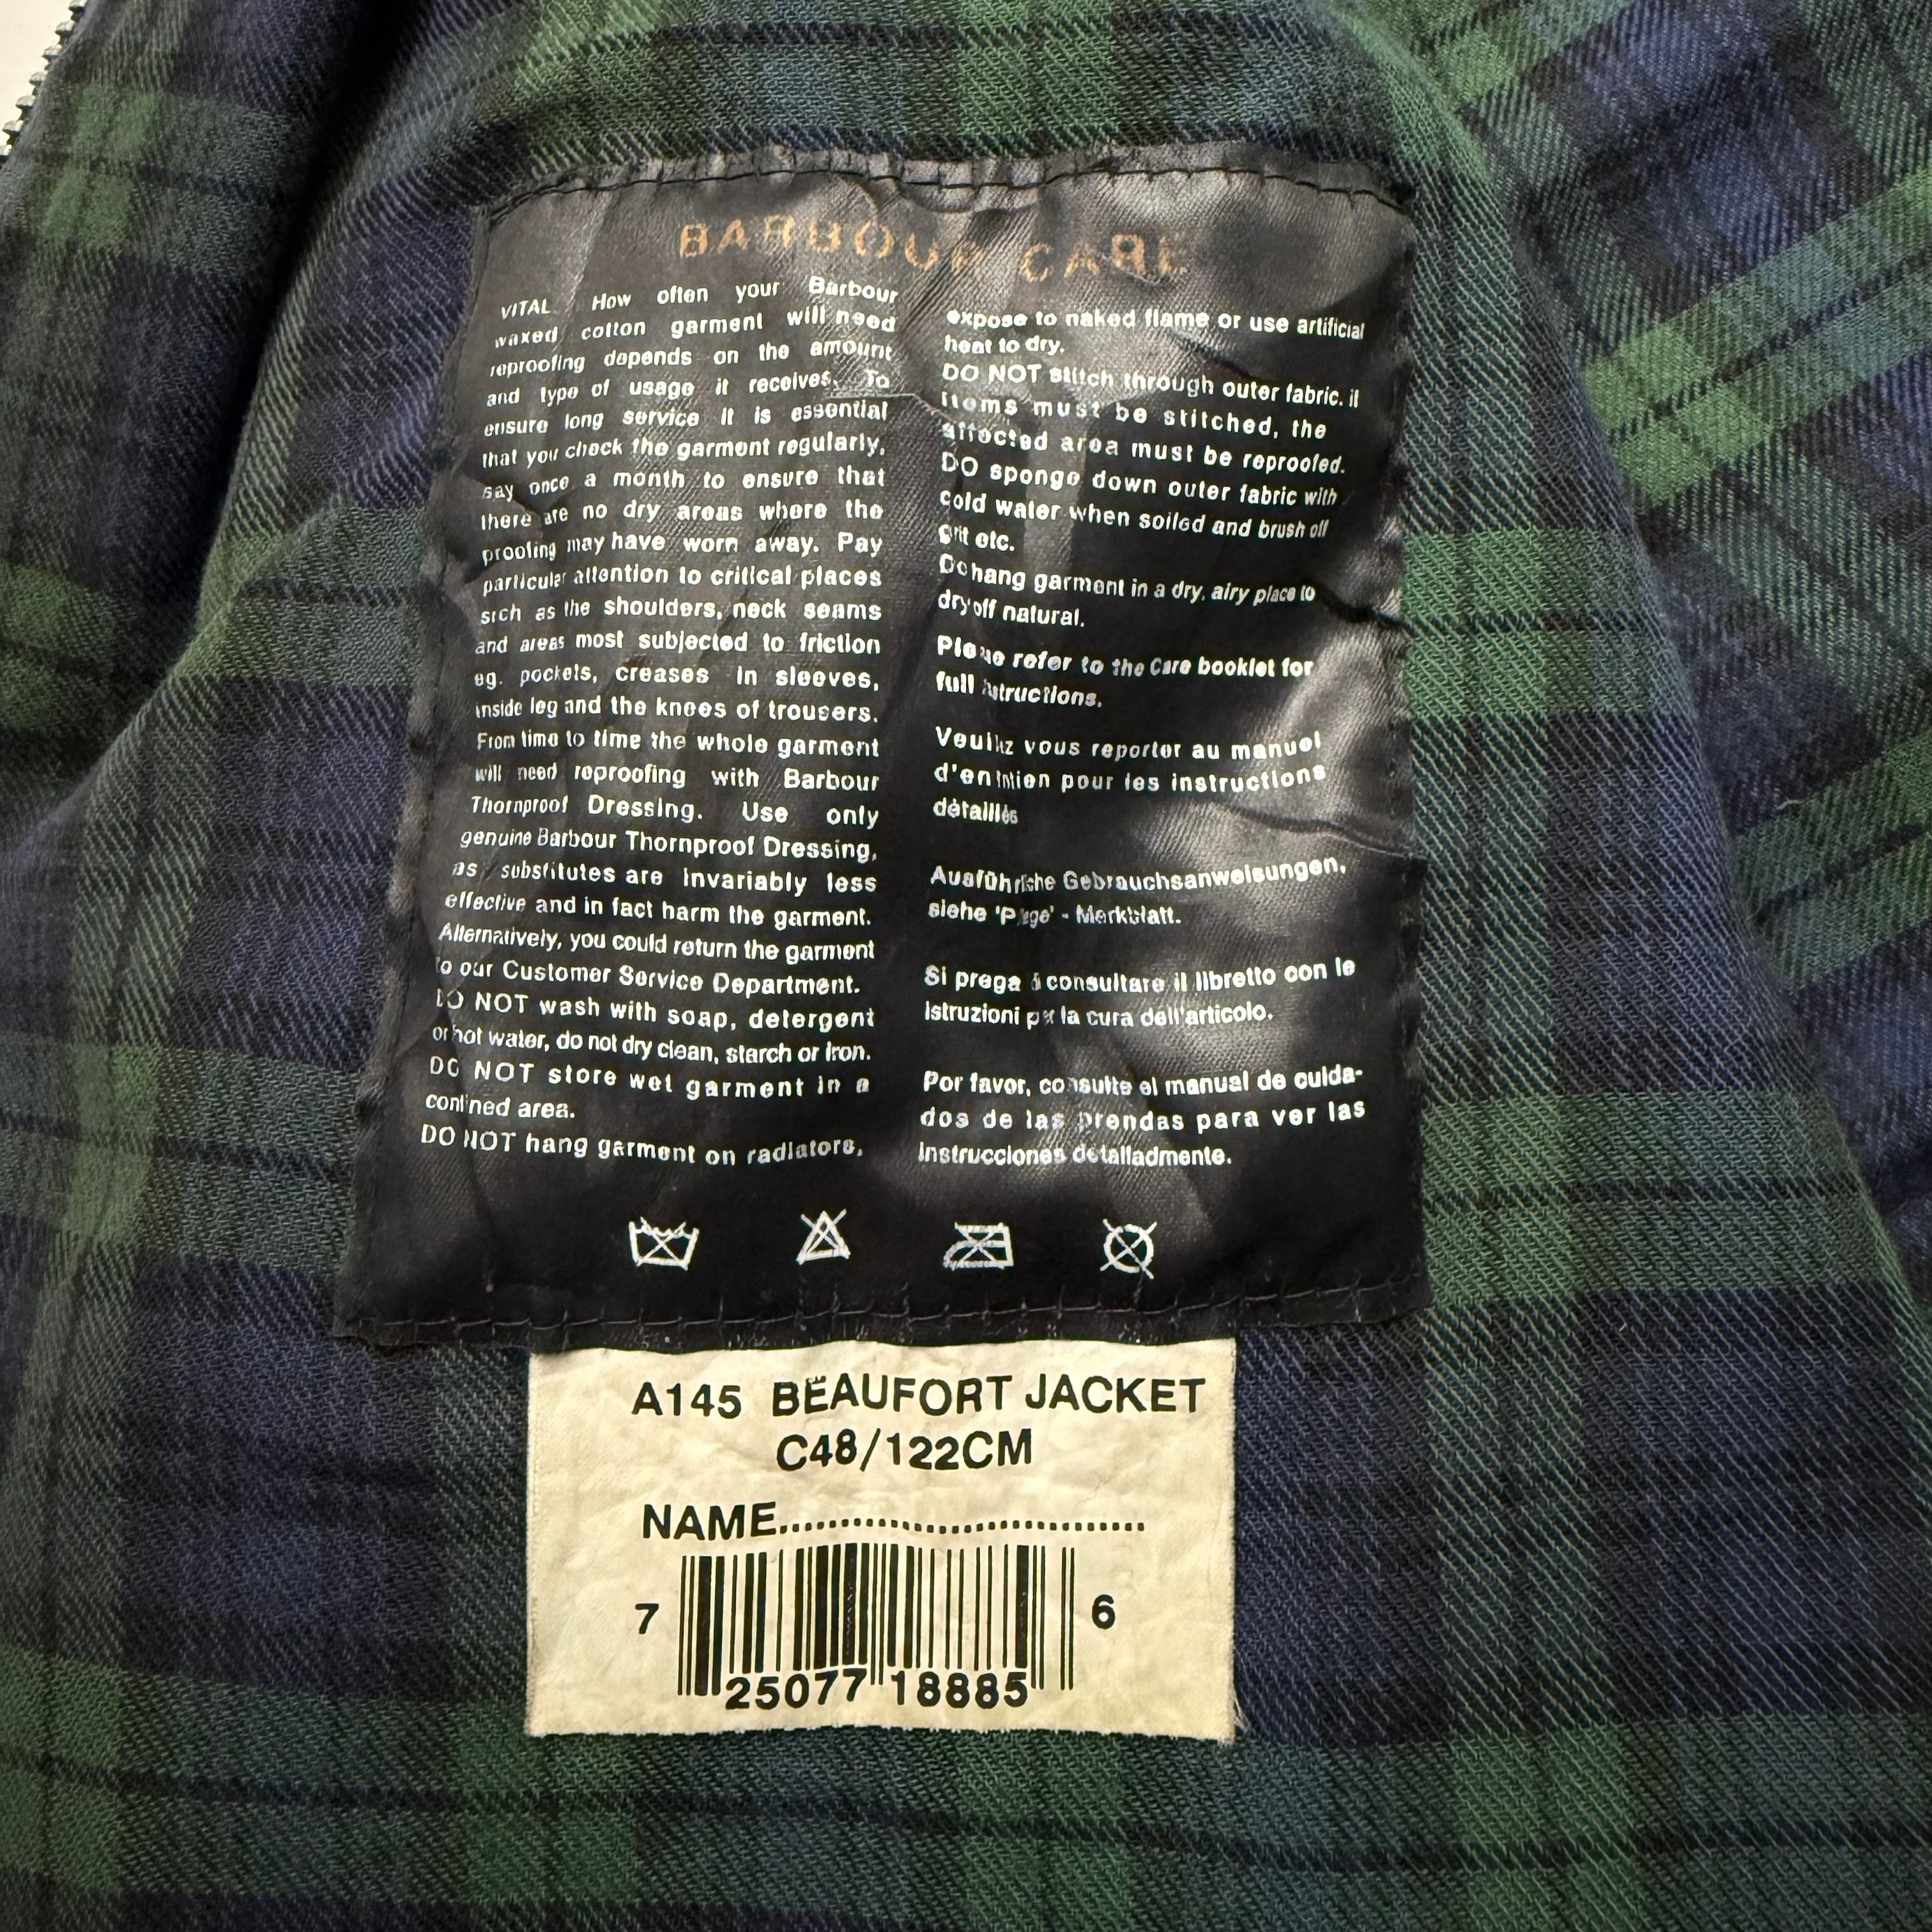 BARBOUR CARE
VITAL. How often your Barbour
waxed cotton garment will need
reproofing depends on the amount
and type of usage it receives. To
ensure long service it is essential
that you check the garment regularly,
say once a month to ensure that
there are no dry areas where the
proofing may have worn away. Pay
particular attention to critical places
such as the shoulders, neck seams
and areas most subjected to friction
eg. pockets, creases in sleeves,
inside leg and the knees of trousers.
From time to time the whole garment
will need reproofing with Barbour
Thornproof Dressing. Use only
genuine Barbour Thornproof Dressing,
as substitutes are invariably less
effective and in fact harm the garment.
Alternatively, you could return the garment
to our Customer Service Department.
DO NOT wash with soap, detergent
or hot water, do not dry clean, starch or iron.
DO NOT store wet garment in a
confined area.
DO NOT hang garment on radiators,
expose to naked flame or use artificial
heat to dry.
DO NOT stitch through outer fabric. if
items must be stitched, the
affected area must be reproofed.
DO sponge down outer fabric with
cold water when soiled and brush off
grit etc.
Do hang garment in a dry, airy place to
dry off natural.
Please refer to the Care booklet for
full instructions.
Veuillez vous reporter au manuel
d'entretien pour les instructions
détaillés
Ausführliche Gebrauchsanweisungen,
siehe 'Pflege' - Merkblatt.
Si prega di consultare il libretto con le
istruzioni per la cura dell'articolo.
Por favor, consulte el manual de cuida-
dos de las prendas para ver las
instrucciones detalladmente.
A145 BEAUFORT JACKET
C48/122CM
NAME..............................
7 25077 18885 6